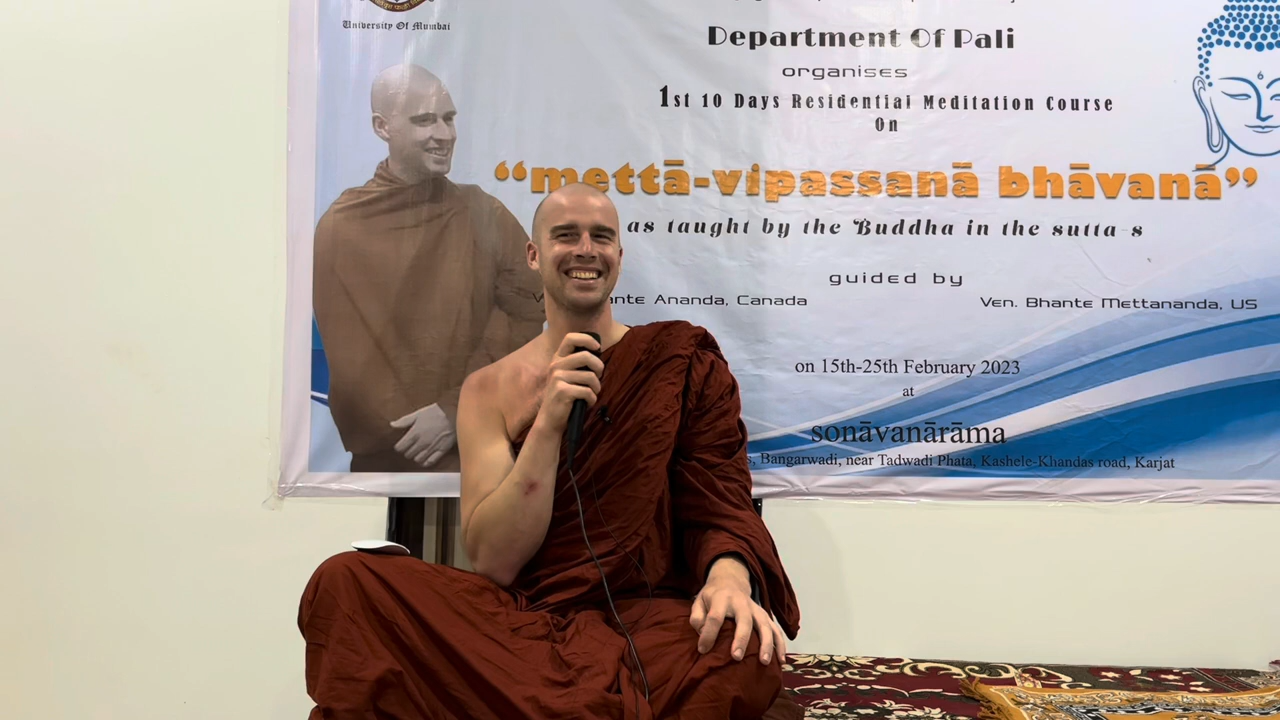 University Of Mumbai
Department Of Pali
organises
1st 10 Days Residential Meditation Course
On
“mettā-vipassanā bhāvanā”
as taught by the Buddha in the sutta-s
guided by
Ananda, Canada
Ven. Bhante Mettananda, US
on 15th-25th February 2023
at
sonāvanārāma
Bangarwadi, near Tadwadi Phata, Kashele-Khandas road, Karjat